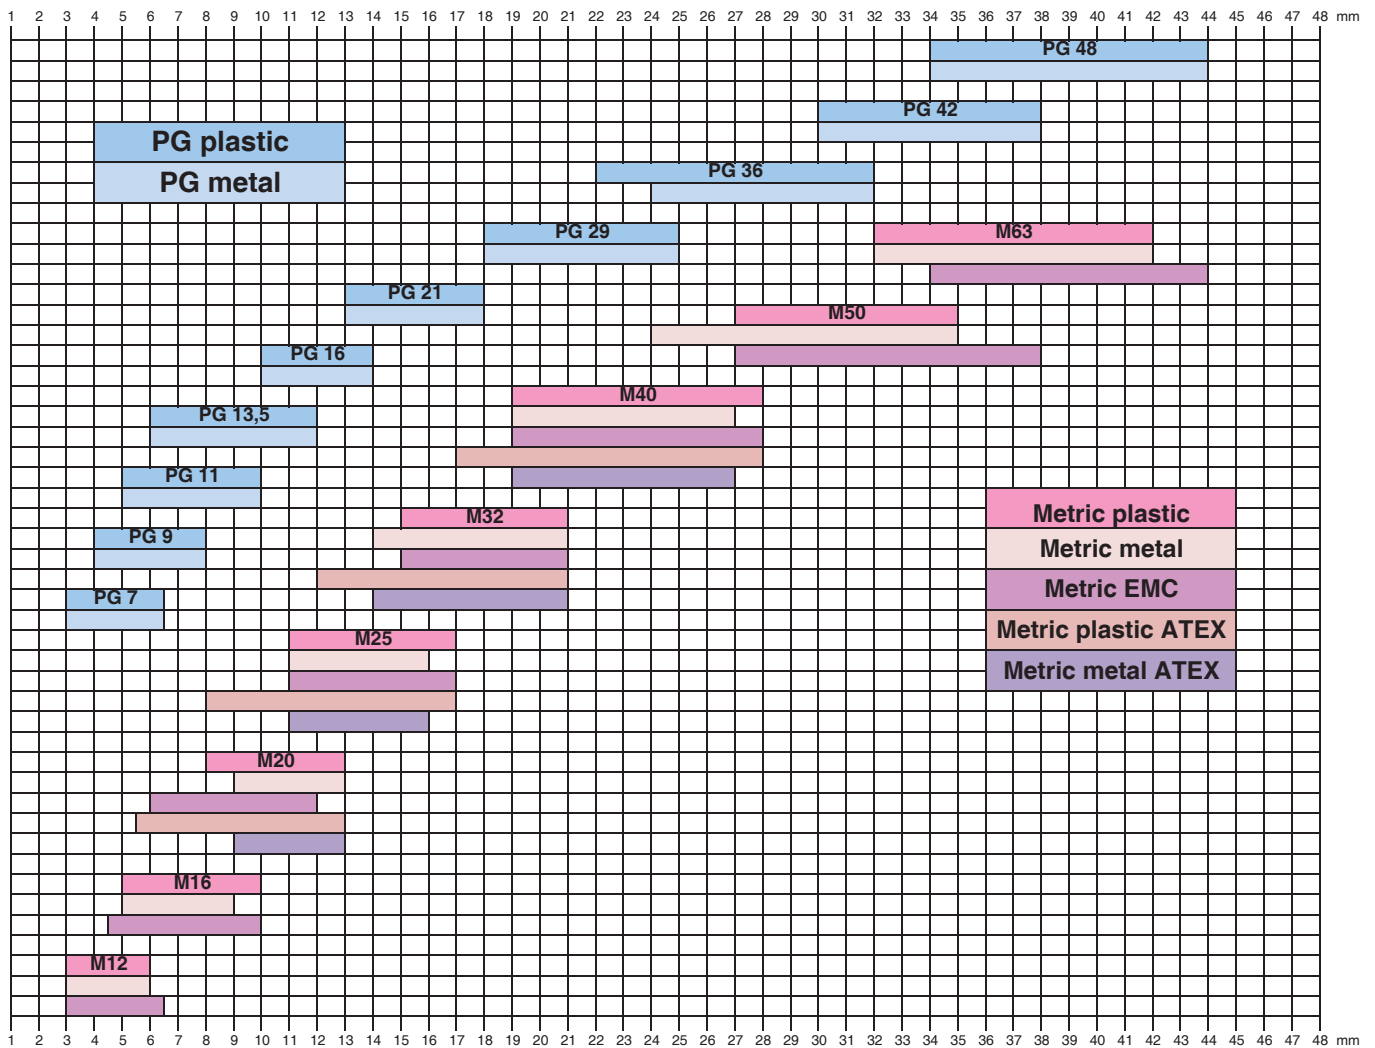 1 2 3 4 5 6 7 8 9 10 11 12 13 14 15 16 17 18 19 20 21 22 23 24 25 26 27 28 29 30 31 32 33 34 35 36 37 38 39 40 41 42 43 44 45 46 47 48 mm
PG 48
PG 42
PG plastic
PG 36
PG metal
PG 29
M63
PG 21
M50
PG 16
M40
PG 13,5
PG 11
Metric plastic
M32
PG 9
Metric metal
Metric EMC
PG 7
Metric plastic ATEX
M25
Metric metal ATEX
M20
M16
M12
1 2 3 4 5 6 7 8 9 10 11 12 13 14 15 16 17 18 19 20 21 22 23 24 25 26 27 28 29 30 31 32 33 34 35 36 37 38 39 40 41 42 43 44 45 46 47 48 mm